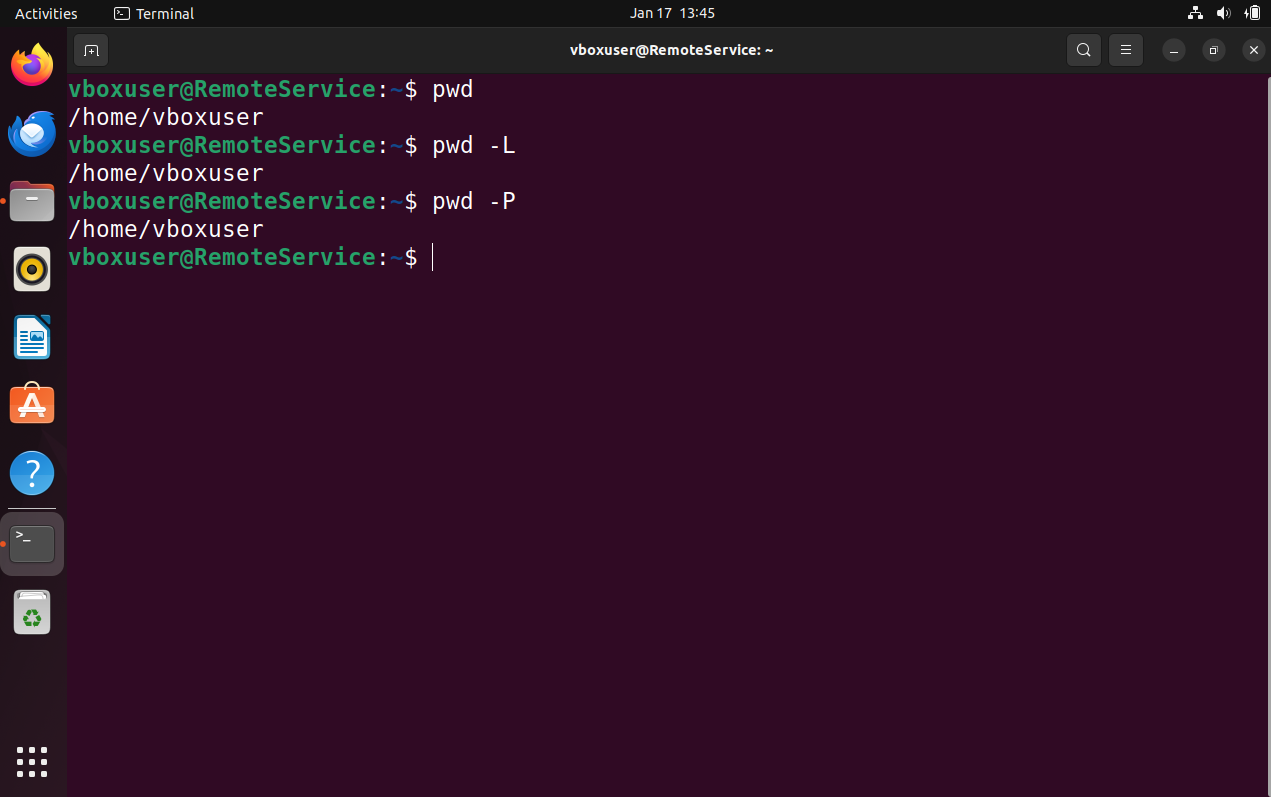 Activities Terminal Jan 17 13:45
vboxuser@RemoteService: ~
vboxuser@RemoteService:~$ pwd
/home/vboxuser
vboxuser@RemoteService:~$ pwd -L
/home/vboxuser
vboxuser@RemoteService:~$ pwd -P
/home/vboxuser
vboxuser@RemoteService:~$